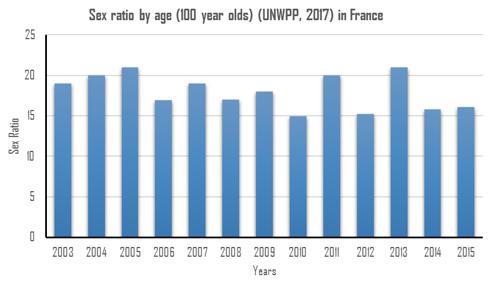 Sex ratio by age (100 year olds) (UNWPP, 2017) in France
25
20
15
10
5
0
Sex Ratio
2003 2004 2005 2006 2007 2008 2009 2010 2011 2012 2013 2014 2015
Years